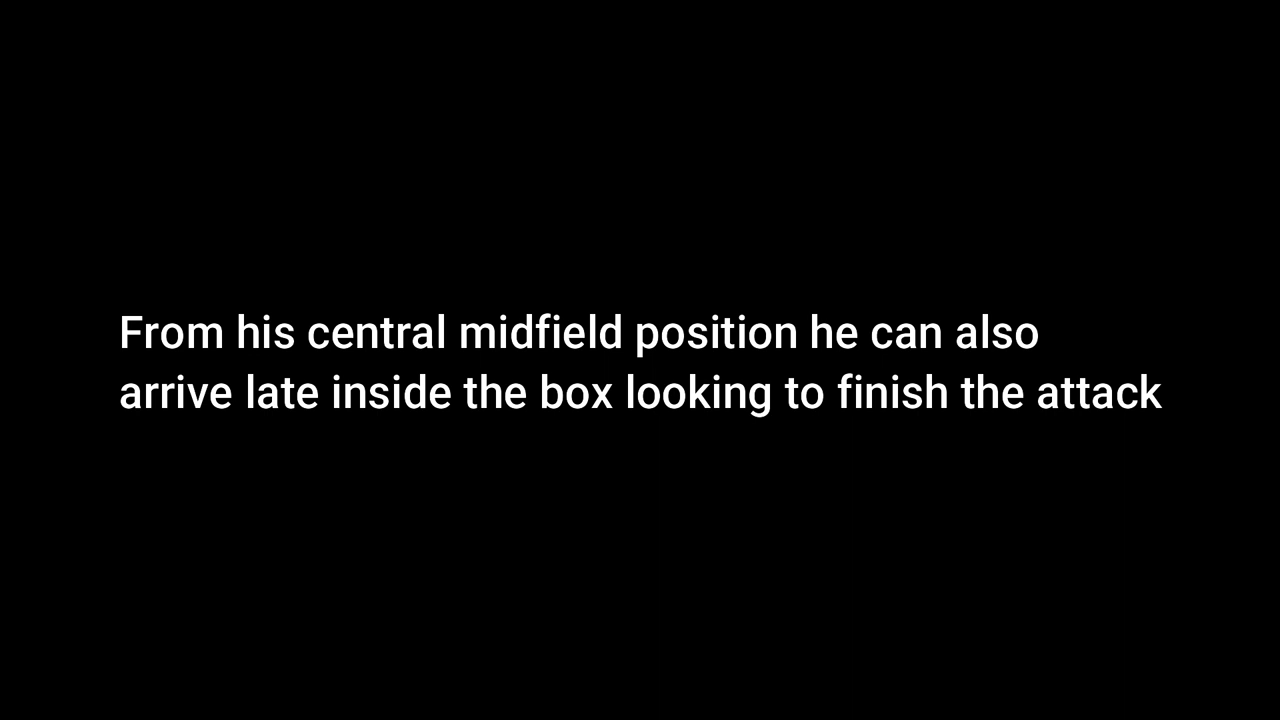 From his central midfield position he can also
arrive late inside the box looking to finish the attack